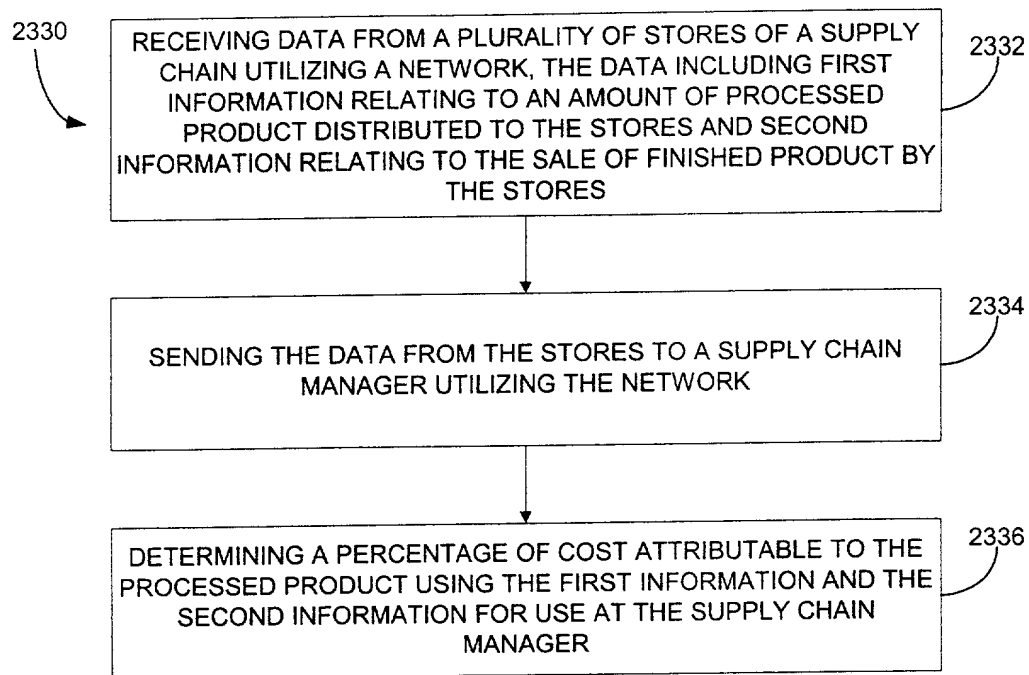 2330
RECEIVING DATA FROM A PLURALITY OF STORES OF A SUPPLY
CHAIN UTILIZING A NETWORK, THE DATA INCLUDING FIRST
INFORMATION RELATING TO AN AMOUNT OF PROCESSED
PRODUCT DISTRIBUTED TO THE STORES AND SECOND
INFORMATION RELATING TO THE SALE OF FINISHED PRODUCT BY
THE STORES
2332
SENDING THE DATA FROM THE STORES TO A SUPPLY CHAIN
MANAGER UTILIZING THE NETWORK
2334
DETERMINING A PERCENTAGE OF COST ATTRIBUTABLE TO THE
PROCESSED PRODUCT USING THE FIRST INFORMATION AND THE
SECOND INFORMATION FOR USE AT THE SUPPLY CHAIN
MANAGER
2336